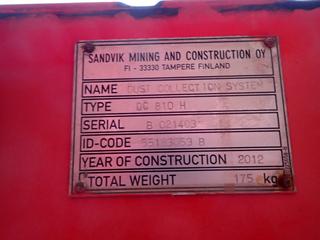 SANDVIK MINING AND CONSTRUCTION OY
FI - 33330 TAMPERE FINLAND
NAME DUST COLLECTION SYSTEM
TYPE DC 810 H
SERIAL B 021403
ID-CODE B
YEAR OF CONSTRUCTION 2012
TOTAL WEIGHT 175 kg